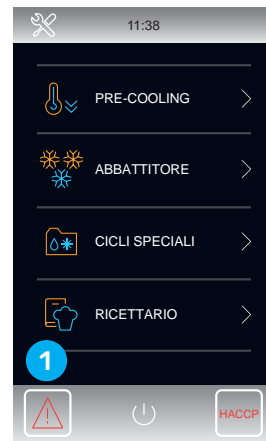 11:38
PRE-COOLING
ABBATTITORE
CICLI SPECIALI
RICETTARIO
1
HACCP